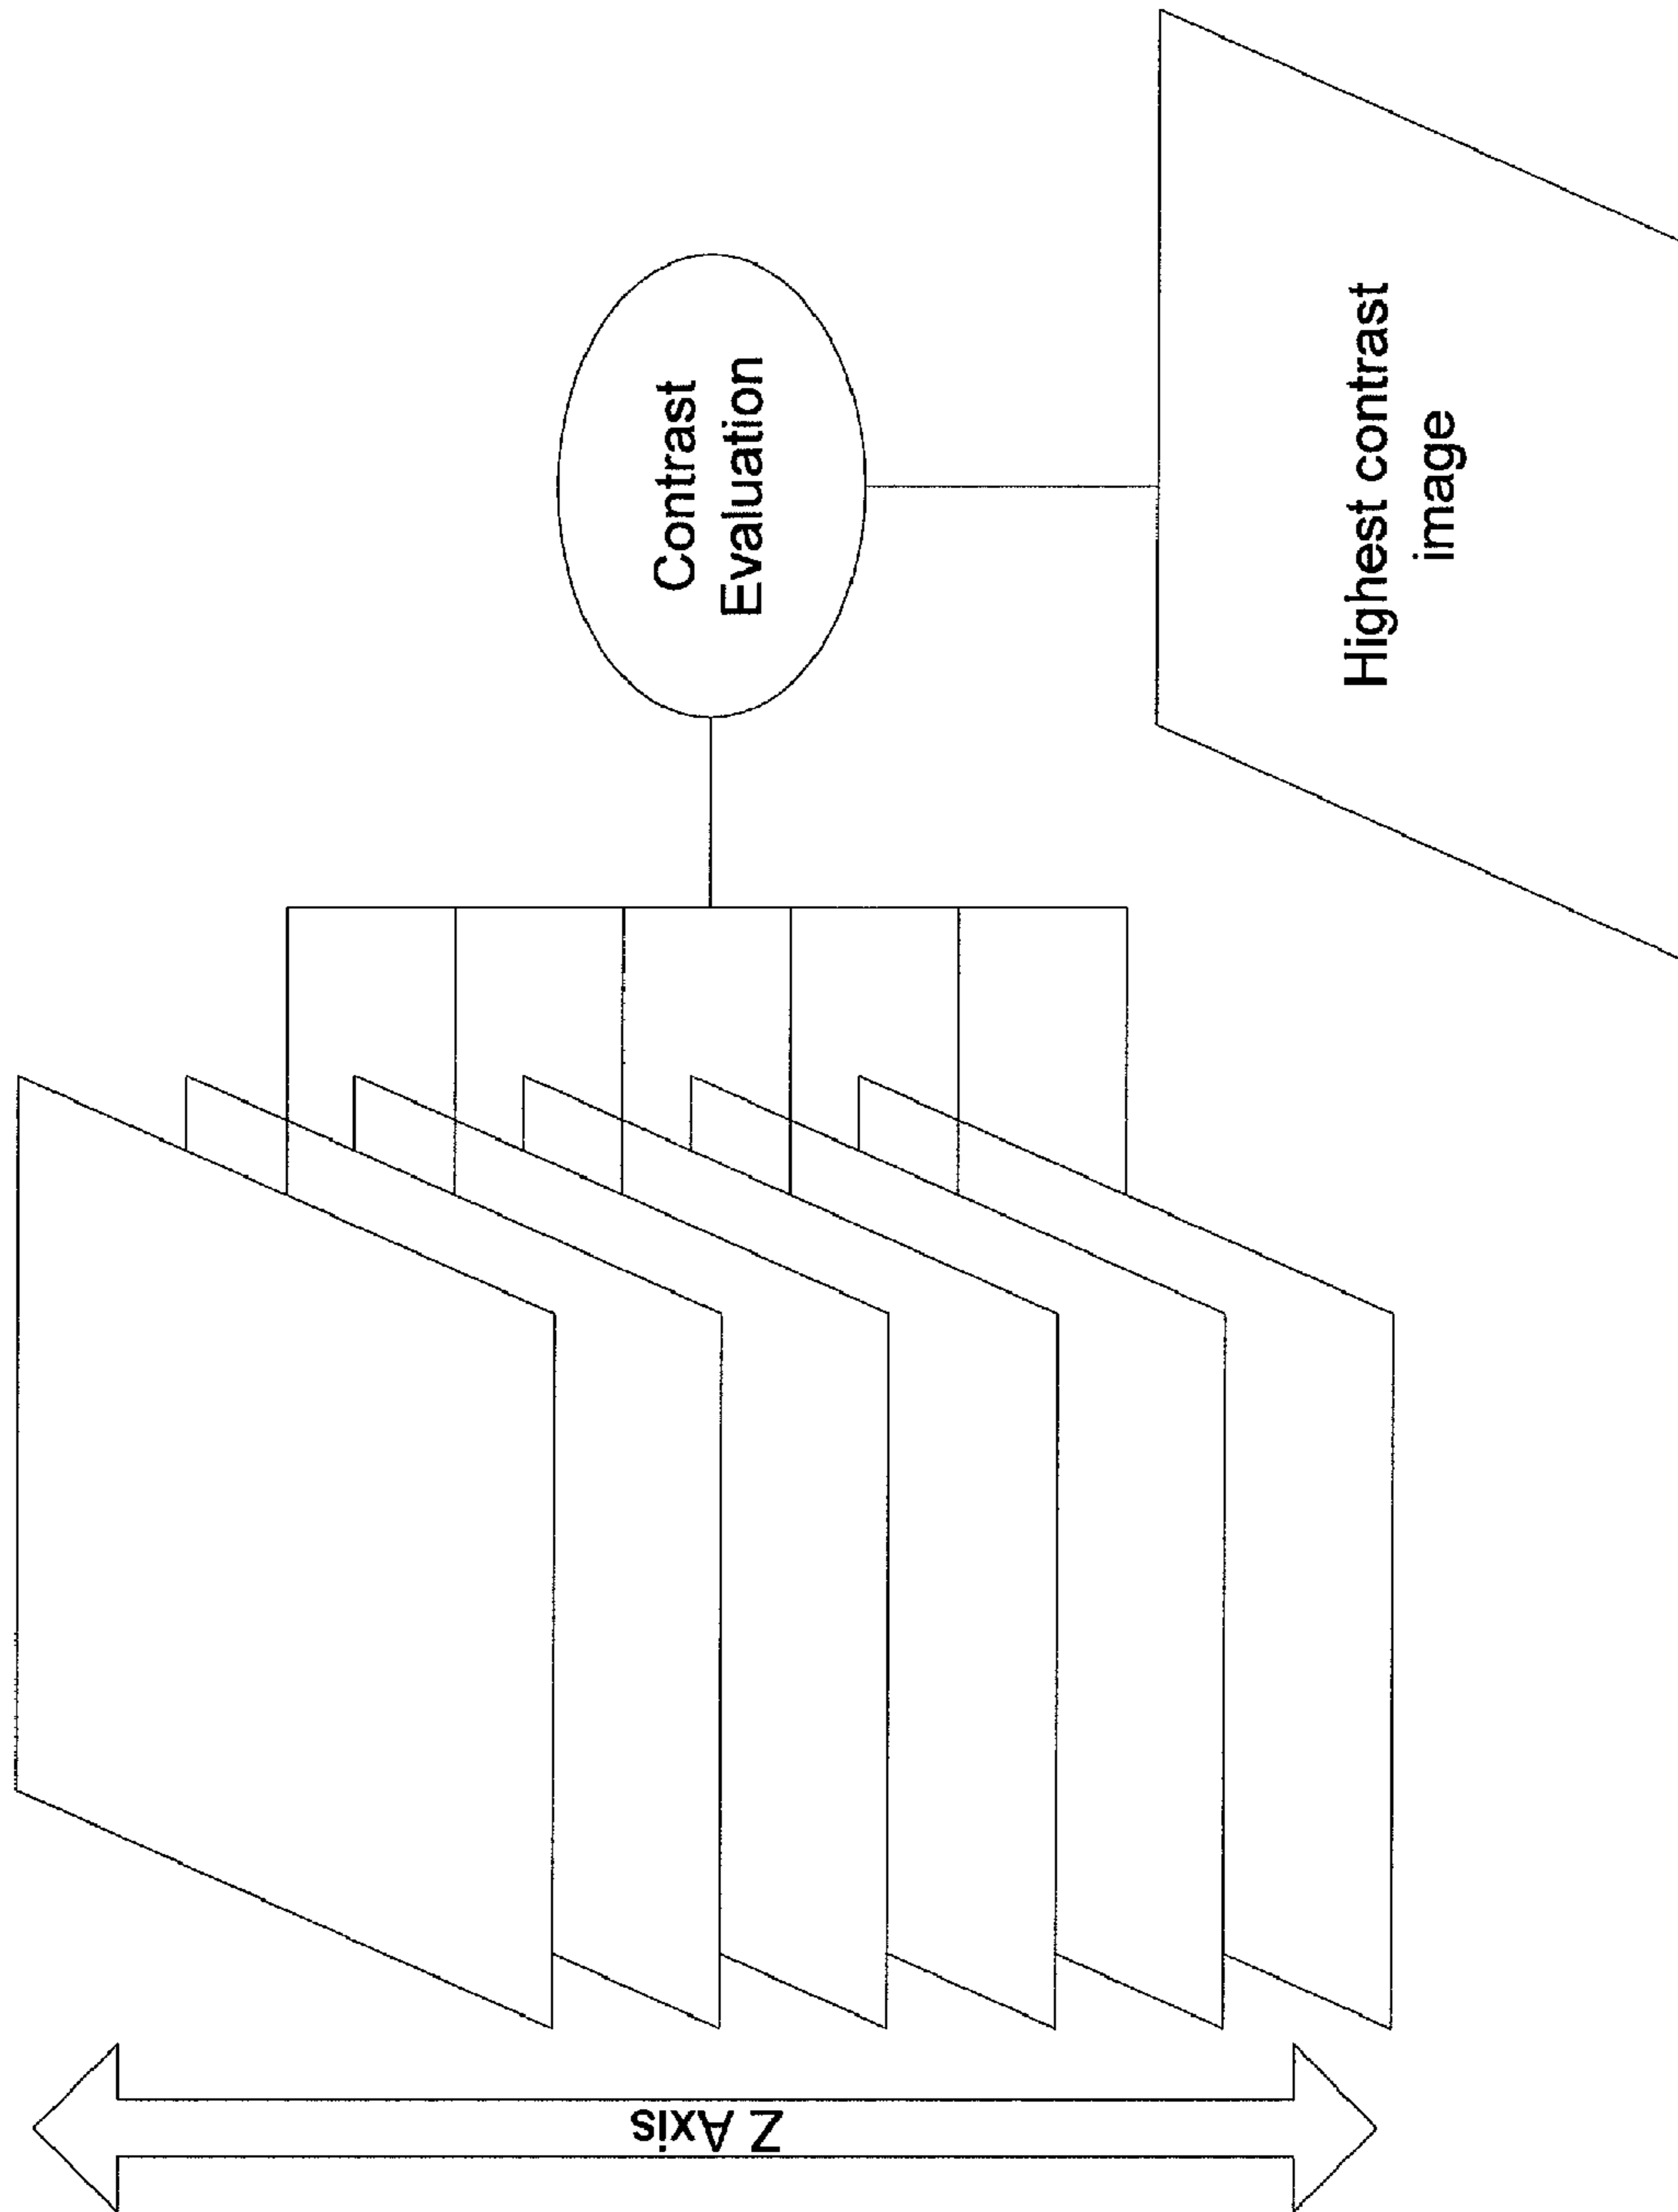 Z Axis
Contrast
Evaluation
Highest contrast
image